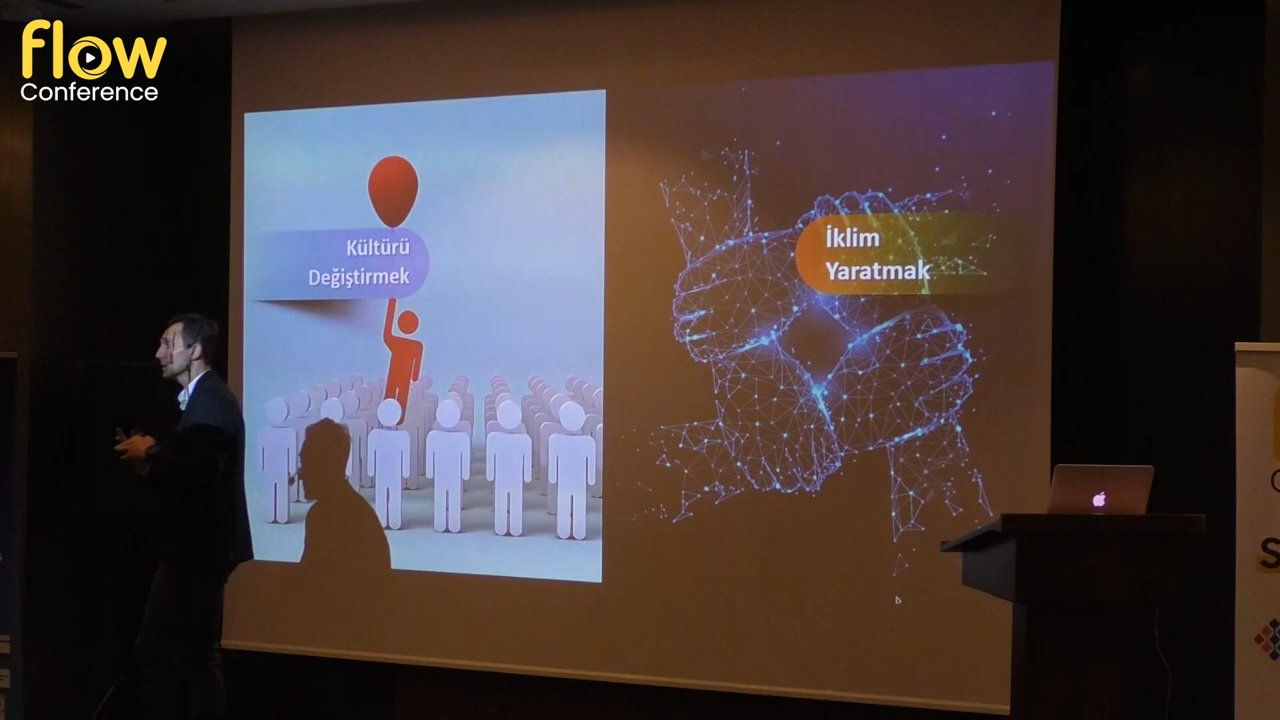 flow
Conference
Kültürü
Değiştirmek
İklim
Yaratmak